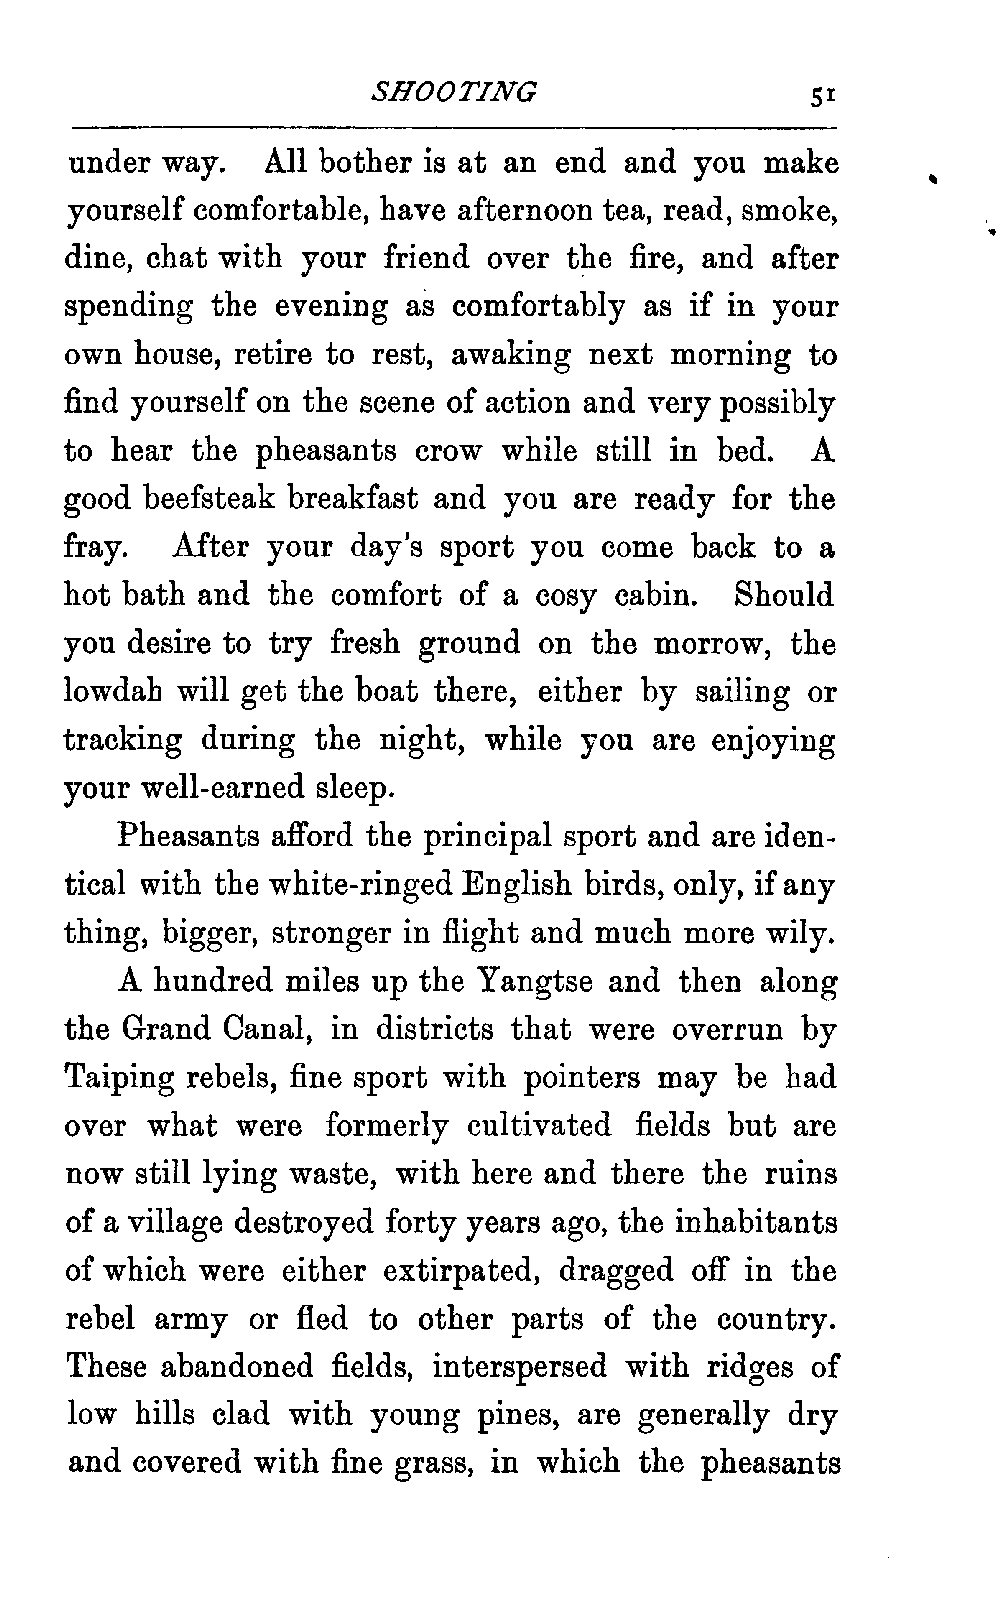 SHOOTING 51
under way. All bother is at an end and you make
yourself comfortable, have afternoon tea, read, smoke,
dine, chat with your friend over the fire, and after
spending the evening as comfortably as if in your
own house, retire to rest, awaking next morning to
find yourself on the scene of action and very possibly
to hear the pheasants crow while still in bed. A
good beefsteak breakfast and you are ready for the
fray. After your day's sport you come back to a
hot bath and the comfort of a cosy cabin. Should
you desire to try fresh ground on the morrow, the
lowdah will get the boat there, either by sailing or
tracking during the night, while you are enjoying
your well-earned sleep.
Pheasants afford the principal sport and are iden-
tical with the white-ringed English birds, only, if any
thing, bigger, stronger in flight and much more wily.
A hundred miles up the Yangtse and then along
the Grand Canal, in districts that were overrun by
Taiping rebels, fine sport with pointers may be had
over what were formerly cultivated fields but are
now still lying waste, with here and there the ruins
of a village destroyed forty years ago, the inhabitants
of which were either extirpated, dragged off in the
rebel army or fled to other parts of the country.
These abandoned fields, interspersed with ridges of
low hills clad with young pines, are generally dry
and covered with fine grass, in which the pheasants